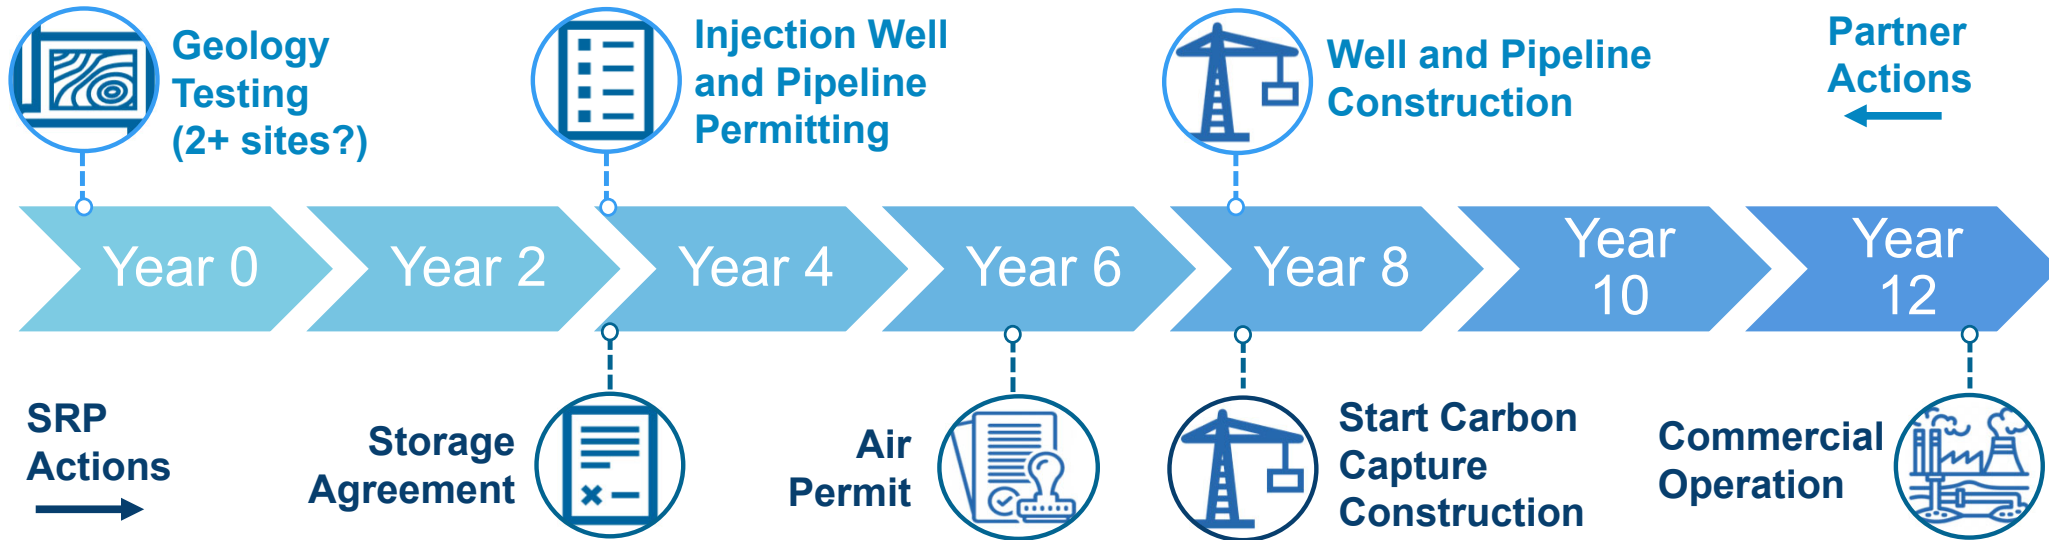 Geology
Testing
(2+ sites?)
Injection Well
and Pipeline
Permitting
Well and Pipeline
Construction
Partner
Actions
Year 0
Year 2
Year 4
Year 6
Year 8
Year
10
Year
12
SRP
Actions
Storage
Agreement
Air
Permit
Start Carbon
Capture
Construction
Commercial
Operation